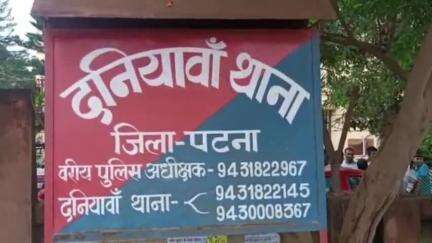 दनियावाँ थाना
जिला-पटना
वरीय पुलिस अधीक्षक- 9431822967
दनियावाँ थाना- 9431822145
9430008367